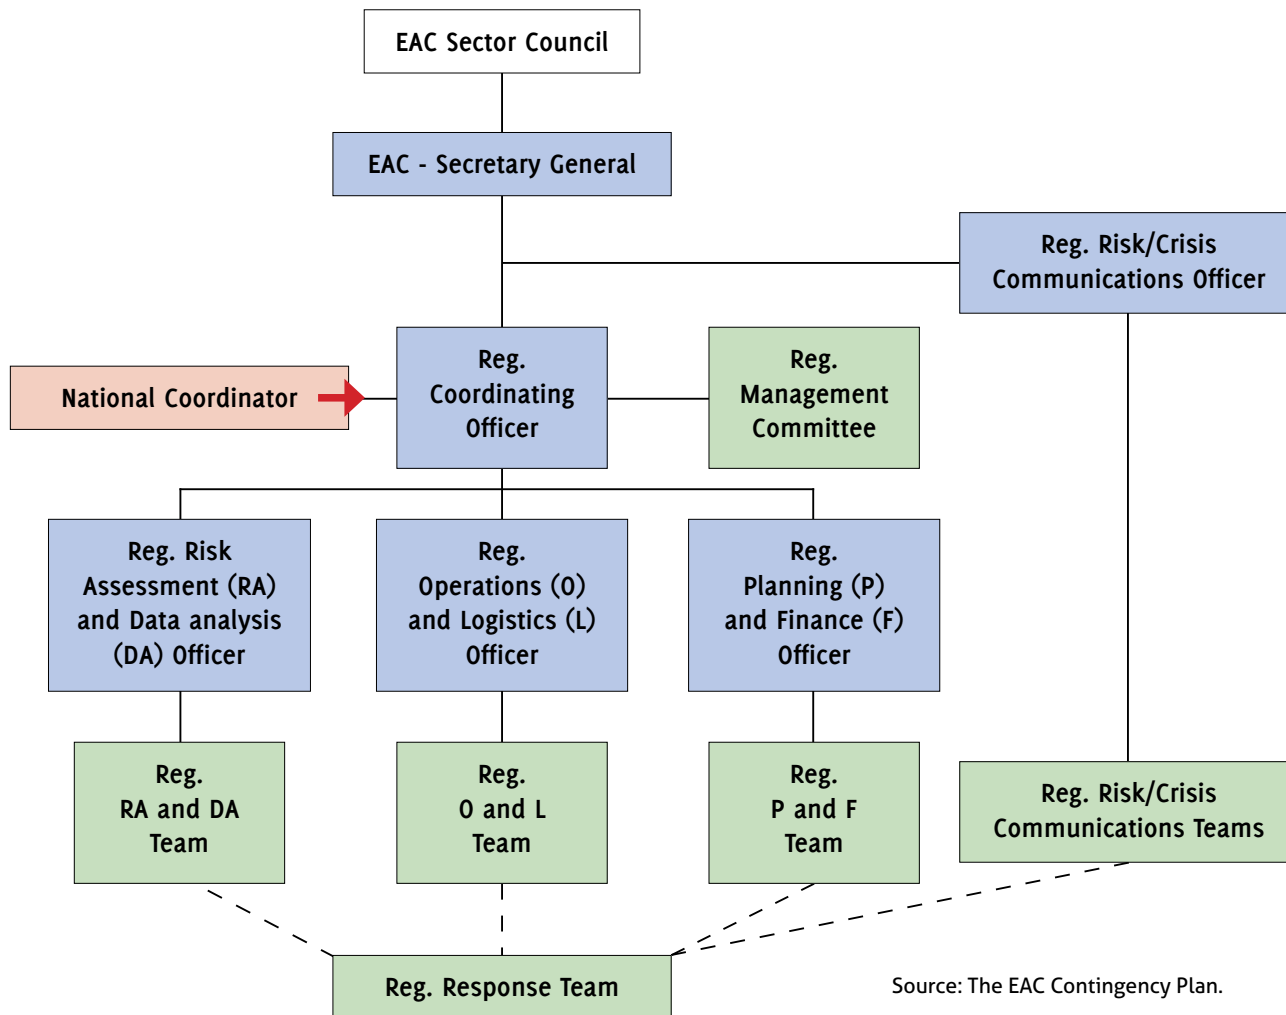 EAC Sector Council
EAC - Secretary General
Reg. Risk/Crisis
Communications Officer
National Coordinator
Reg.
Coordinating
Officer
Reg.
Management
Committee
Reg. Risk
Assessment (RA)
and Data analysis
(DA) Officer
Reg.
Operations (O)
and Logistics (L)
Officer
Reg.
Planning (P)
and Finance (F)
Officer
Reg.
RA and DA
Team
Reg.
O and L
Team
Reg.
P and F
Team
Reg. Risk/Crisis
Communications Teams
Reg. Response Team
Source: The EAC Contingency Plan.